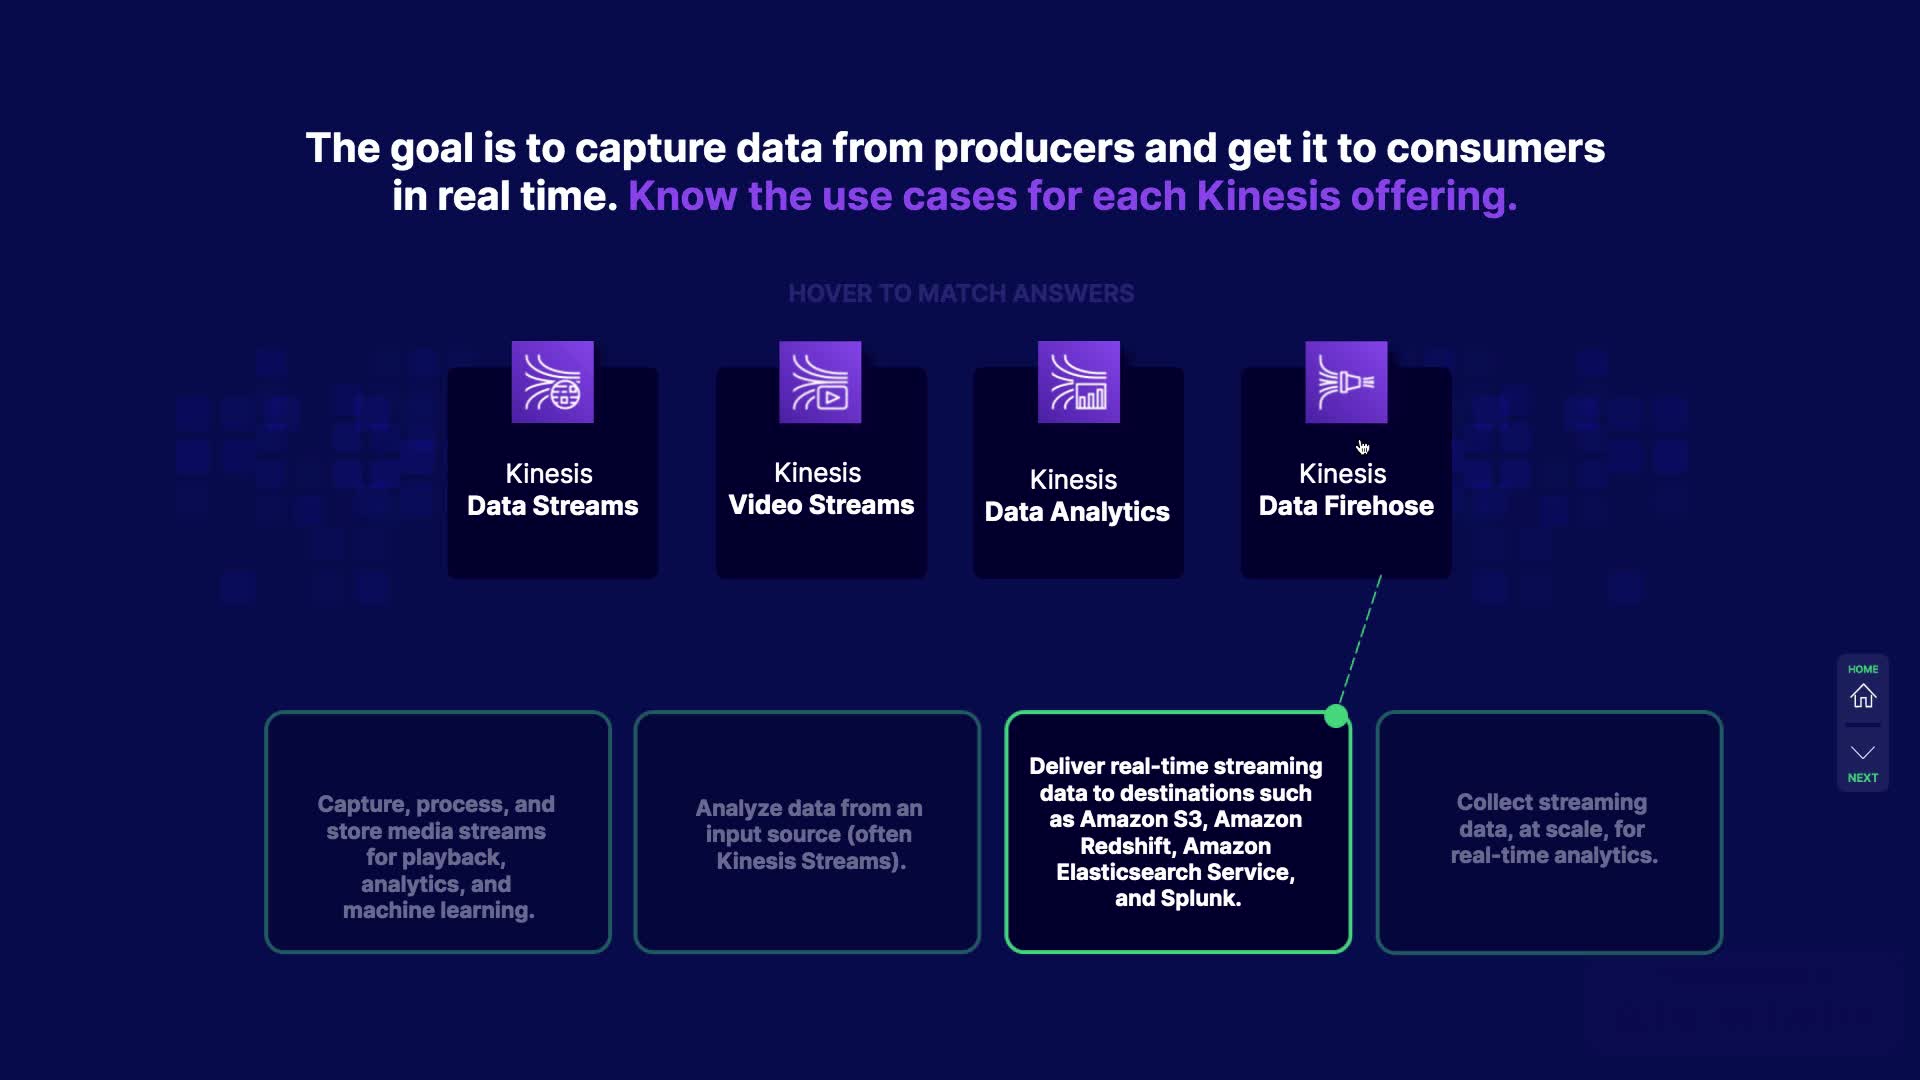 The goal is to capture data from producers and get it to consumers
in real time. Know the use cases for each Kinesis offering.
HOVER TO MATCH ANSWERS
Kinesis
Data Streams
Kinesis
Video Streams
Kinesis
Data Analytics
Kinesis
Data Firehose
HOME
NEXT
Capture, process, and
store media streams
for playback,
analytics, and
machine learning.
Analyze data from an
input source (often
Kinesis Streams).
Deliver real-time streaming
data to destinations such
as Amazon S3, Amazon
Redshift, Amazon
Elasticsearch Service,
and Splunk.
Collect streaming
data, at scale, for
real-time analytics.